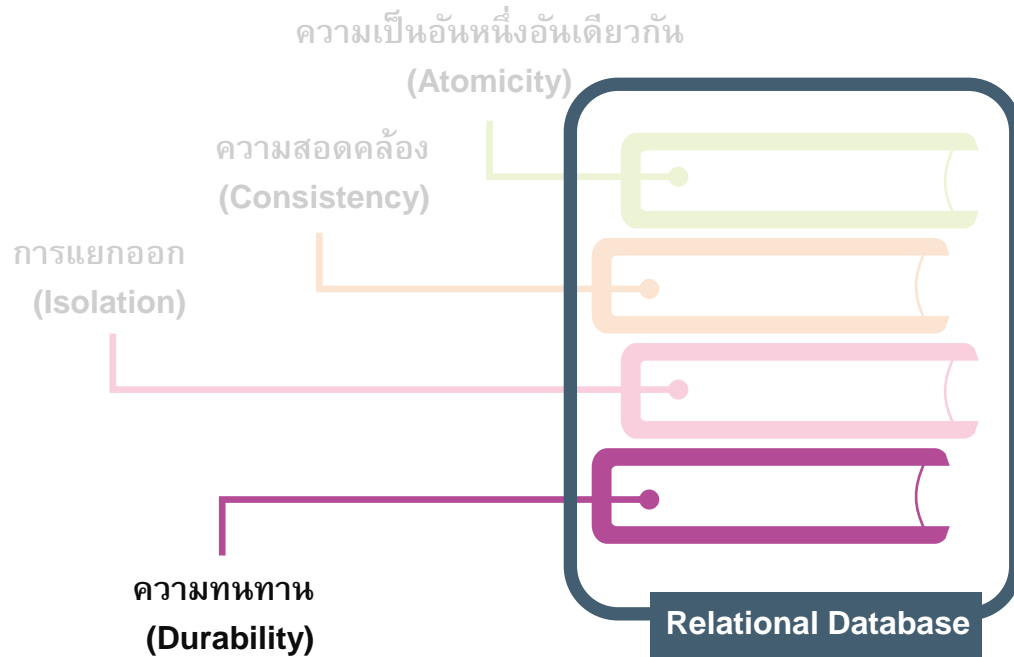 ความเป็นอันหนึ่งอันเดียวกัน
(Atomicity)
ความสอดคล้อง
(Consistency)
การแยกออก
(Isolation)
ความทนทาน
(Durability)
Relational Database